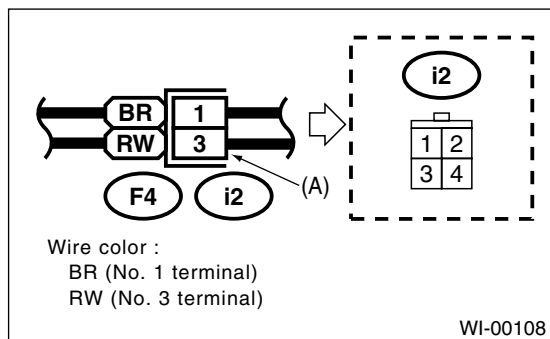 i2
BR 1
RW 3
1 2
3 4
F4 i2 (A)
Wire color :
BR (No. 1 terminal)
RW (No. 3 terminal)
WI-00108